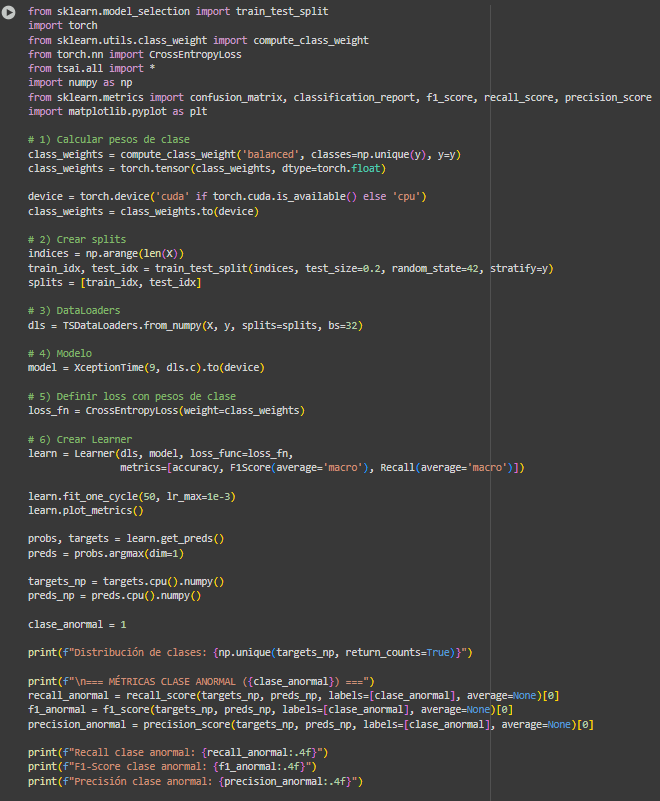 from sklearn.model_selection import train_test_split
import torch
from sklearn.utils.class_weight import compute_class_weight
from torch.nn import CrossEntropyLoss
from tsai.all import *
import numpy as np
from sklearn.metrics import confusion_matrix, classification_report, f1_score, recall_score, precision_score
import matplotlib.pyplot as plt
# 1) Calcular pesos de clase
class_weights = compute_class_weight('balanced', classes=np.unique(y), y=y)
class_weights = torch.tensor(class_weights, dtype=torch.float)
device = torch.device('cuda' if torch.cuda.is_available() else 'cpu')
class_weights = class_weights.to(device)
# 2) Crear splits
indices = np.arange(len(X))
train_idx, test_idx = train_test_split(indices, test_size=0.2, random_state=42, stratify=y)
splits = [train_idx, test_idx]
# 3) DataLoaders
dls = TSDataLoaders.from_numpy(X, y, splits=splits, bs=32)
# 4) Modelo
model = XceptionTime(9, dls.c).to(device)
# 5) Definir loss con pesos de clase
loss_fn = CrossEntropyLoss(weight=class_weights)
# 6) Crear Learner
learn = Learner(dls, model, loss_func=loss_fn,
metrics=[accuracy, F1Score(average='macro'), Recall(average='macro')])
learn.fit_one_cycle(50, lr_max=1e-3)
learn.plot_metrics()
probs, targets = learn.get_preds()
preds = probs.argmax(dim=1)
targets_np = targets.cpu().numpy()
preds_np = preds.cpu().numpy()
clase_anormal = 1
print(f"Distribución de clases: {np.unique(targets_np, return_counts=True)}")
print(f"\n=== MÉTRICAS CLASE ANORMAL ({clase_anormal}) ===")
recall_anormal = recall_score(targets_np, preds_np, labels=[clase_anormal], average=None)[0]
f1_anormal = f1_score(targets_np, preds_np, labels=[clase_anormal], average=None)[0]
precision_anormal = precision_score(targets_np, preds_np, labels=[clase_anormal], average=None)[0]
print(f"Recall clase anormal: {recall_anormal:.4f}")
print(f"F1-Score clase anormal: {f1_anormal:.4f}")
print(f"Precisión clase anormal: {precision_anormal:.4f}")